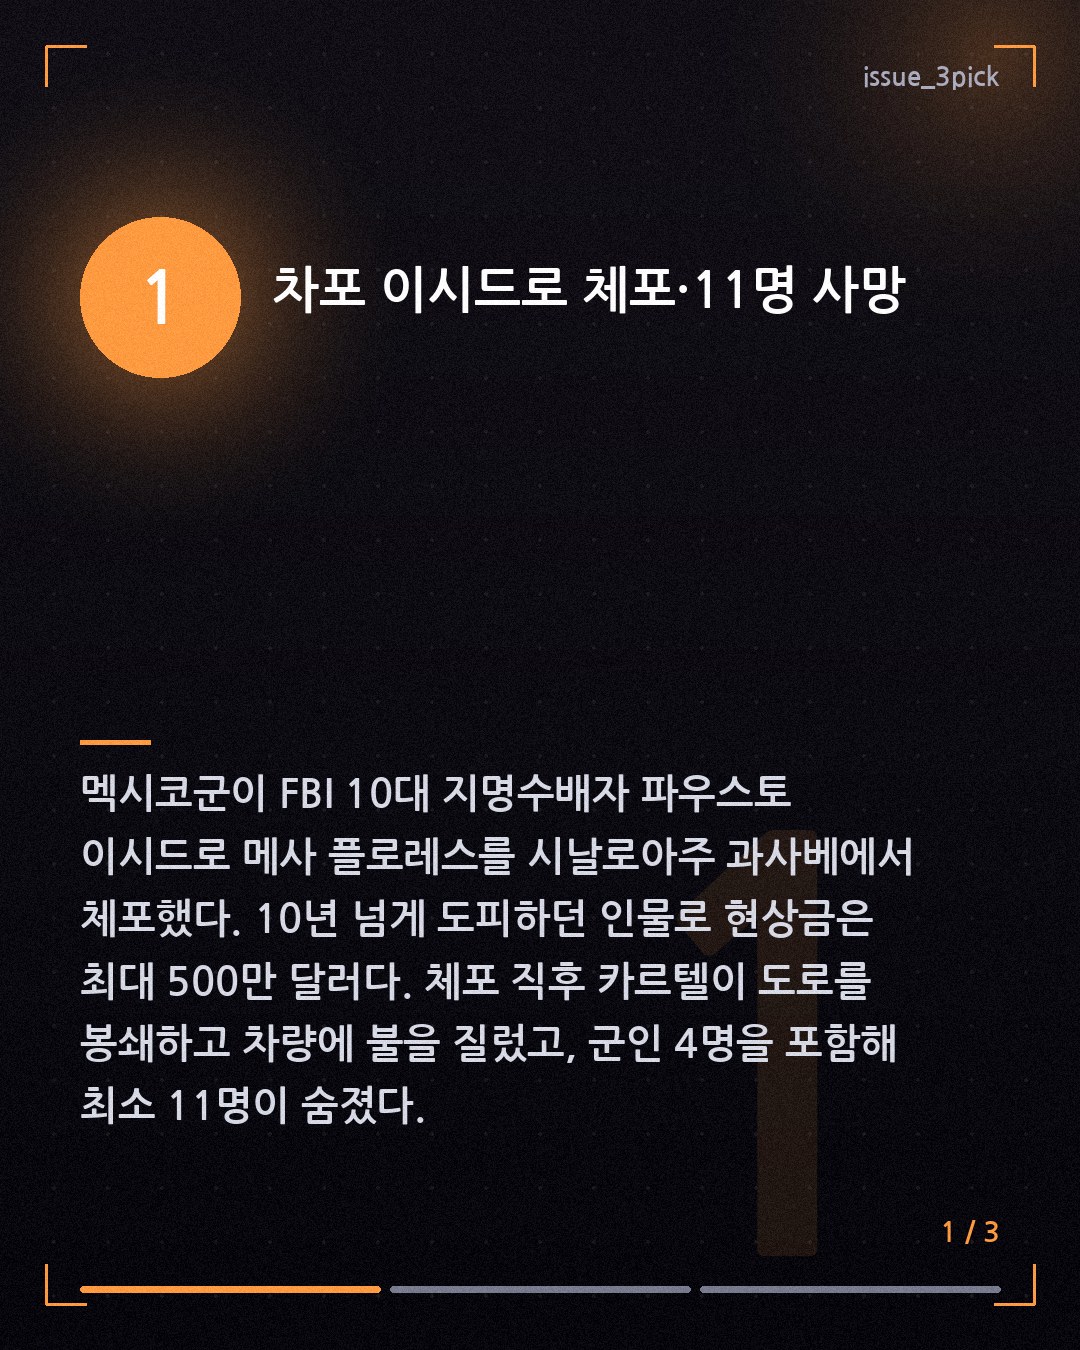 issue_3pick
1
차포 이시드로 체포·11명 사망
멕시코군이 FBI 10대 지명수배자 파우스토
이시드로 메사 플로레스를 시날로아주 과사베에서
체포했다. 10년 넘게 도피하던 인물로 현상금은
최대 500만 달러다. 체포 직후 카르텔이 도로를
봉쇄하고 차량에 불을 질렀고, 군인 4명을 포함해
최소 11명이 숨졌다.
1
1 / 3